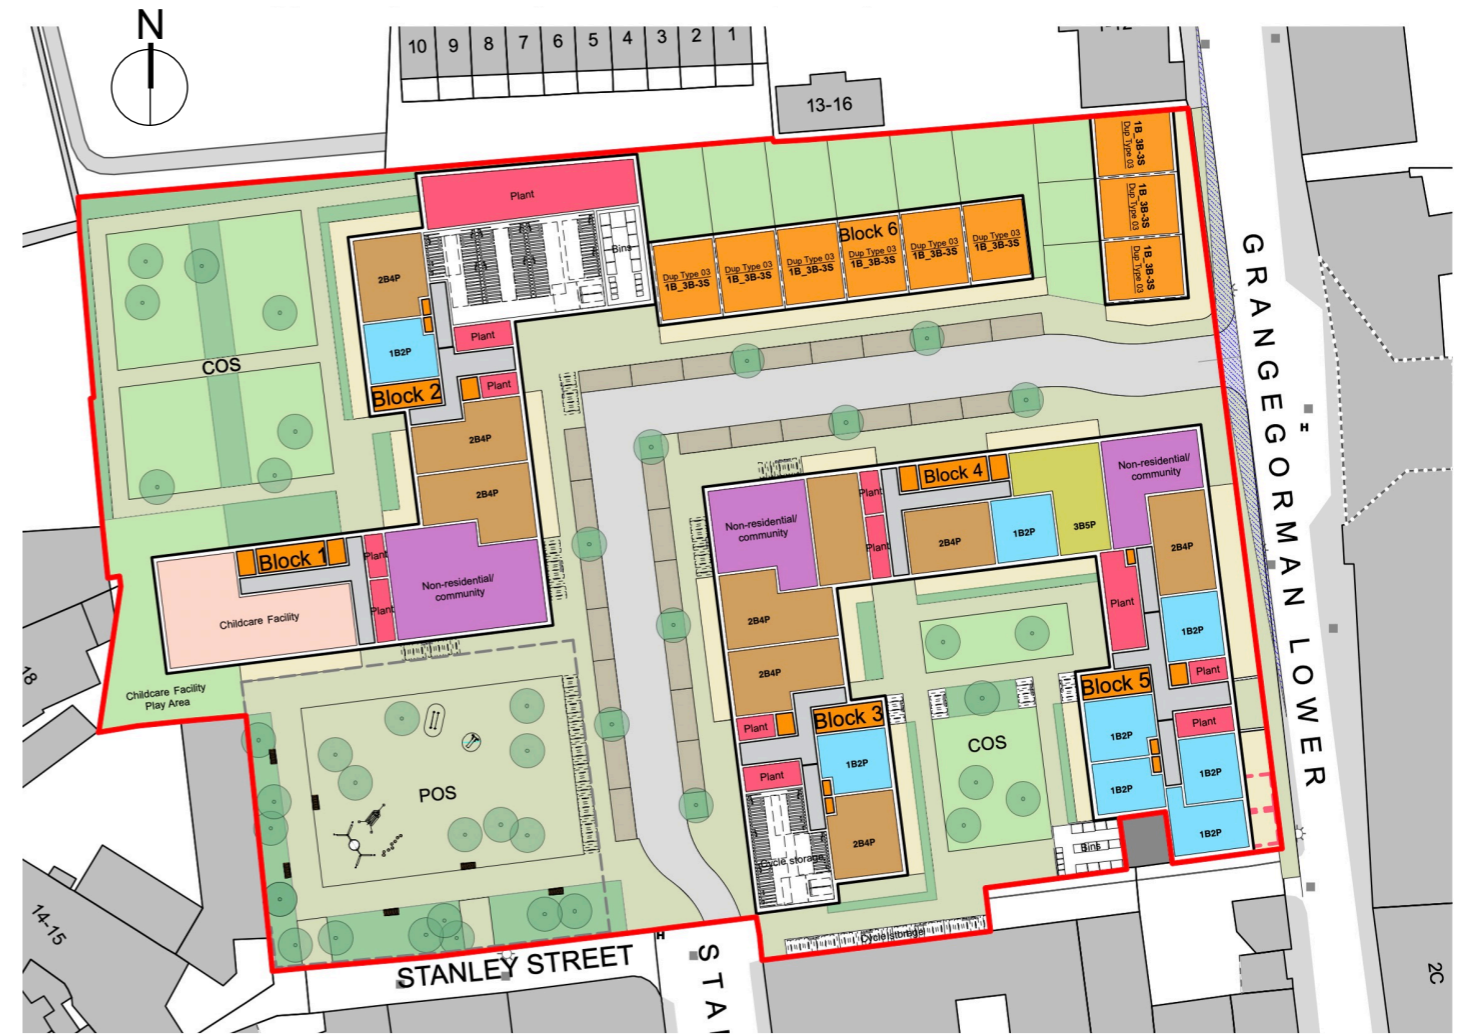 N
10 9 8 7 6 5 4 3 2 1
13-16
1-12
Plant
Bins
2B4P
1B2P
Plant
Plant
Block 2
2B4P
2B4P
COS
Block 1
Plant
Plant
Childcare Facility
Non-residential/
community
Childcare Facility
Play Area
Block 6
Dup Type 03
1B_3B-3S
Dup Type 03
1B_3B-3S
Dup Type 03
1B_3B-3S
Dup Type 03
1B_3B-3S
Dup Type 03
1B_3B-3S
Dup Type 03
1B_3B-3S
1B_3B-3S
Dup Type 03
1B_3B-3S
Dup Type 03
1B_3B-3S
Dup Type 03
GRANGEGORMAN LOWER
H
Non-residential/
community
Plant
Plant
Block 4
2B4P
1B2P
3B5P
Non-residential/
community
2B4P
2B4P
2B4P
Plant
Block 3
1B2P
Plant
2B4P
Cycle storage
COS
Plant
1B2P
Plant
Block 5
1B2P
Plant
1B2P
1B2P
1B2P
Bins
Cycle storage
POS
18
14-15
STANLEY STREET
H
STA
2C